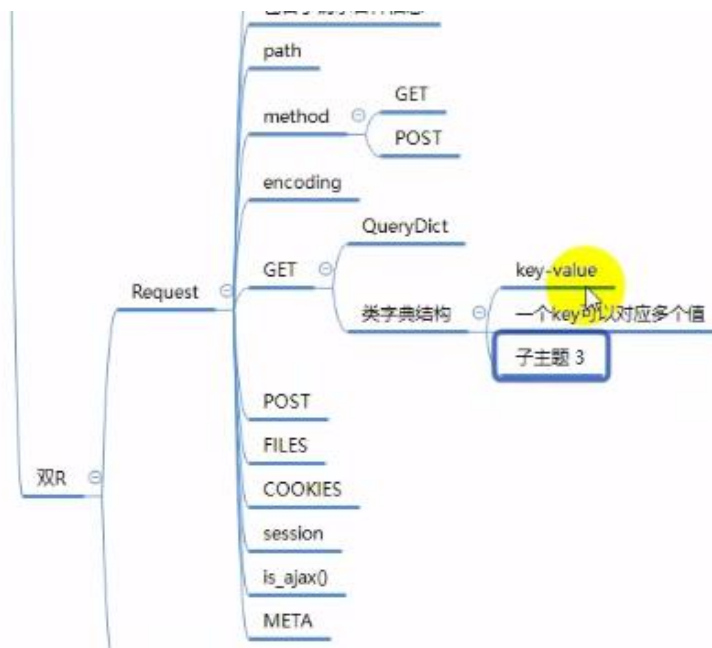 path
method
GET
POST
encoding
QueryDict
GET
key-value
Request
类字典结构
一个key可以对应多个值
子主题 3
POST
FILES
COOKIES
双R
session
is_ajax()
META